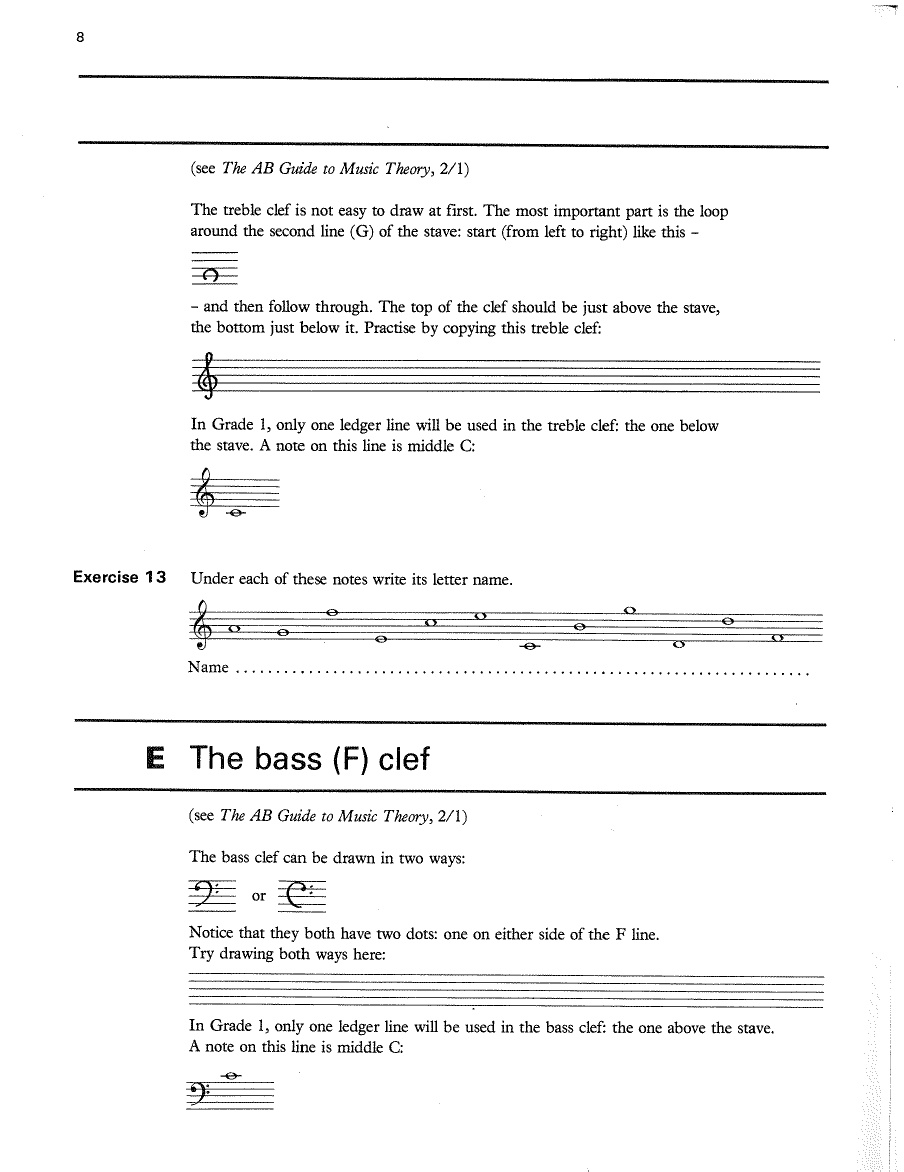 8
(see The AB Guide to Music Theory, 2/1)
The treble clef is not easy to draw at first. The most important part is the loop
around the second line (G) of the stave: start (from left to right) like this –
– and then follow through. The top of the clef should be just above the stave,
the bottom just below it. Practise by copying this treble clef:
In Grade 1, only one ledger line will be used in the treble clef: the one below
the stave. A note on this line is middle C:
Exercise 13 Under each of these notes write its letter name.
Name ......................................................................
E The bass (F) clef
(see The AB Guide to Music Theory, 2/1)
The bass clef can be drawn in two ways:
or
Notice that they both have two dots: one on either side of the F line.
Try drawing both ways here:
In Grade 1, only one ledger line will be used in the bass clef: the one above the stave.
A note on this line is middle C: